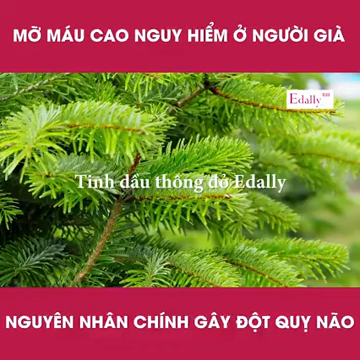 MỠ MÁU CAO NGUY HIỂM Ở NGƯỜI GIÀ
Edally
Tinh dầu thông đỏ Edally
NGUYÊN NHÂN CHÍNH GÂY ĐỘT QUỴ NÃO